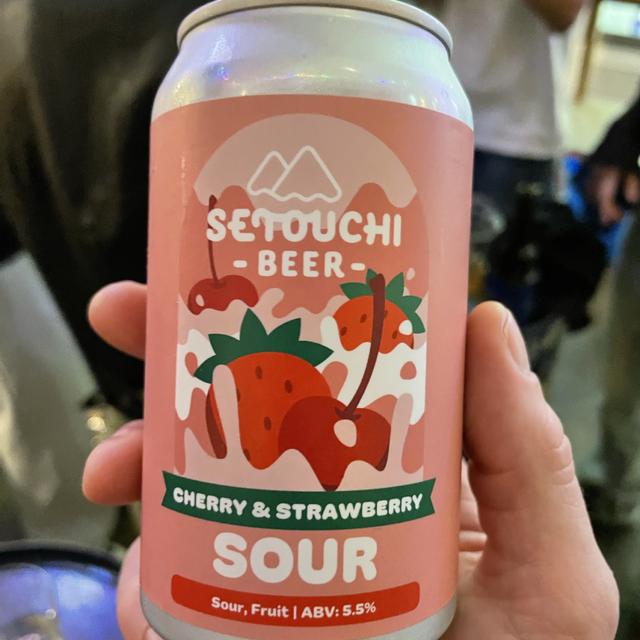 SETOUCHI
- BEER -
CHERRY & STRAWBERRY
SOUR
Sour, Fruit | ABV: 5.5%